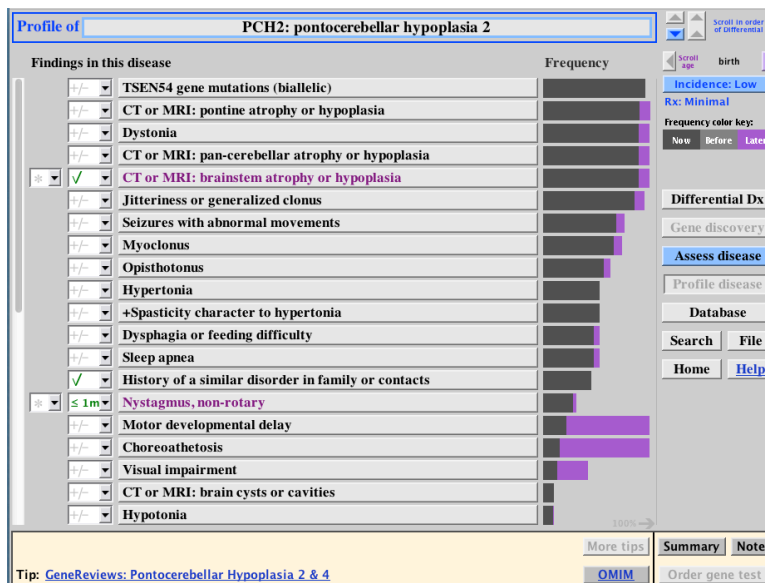 Profile of PCH2: pontocerebellar hypoplasia 2
Scroll in order
of Differential
Findings in this disease Frequency
Scroll
age
birth
+/- TSEN54 gene mutations (biallelic)
+/- CT or MRI: pontine atrophy or hypoplasia
+/- Dystonia
+/- CT or MRI: pan-cerebellar atrophy or hypoplasia
* √ CT or MRI: brainstem atrophy or hypoplasia
+/- Jitteriness or generalized clonus
+/- Seizures with abnormal movements
+/- Myoclonus
+/- Opisthotonus
+/- Hypertonia
+/- +Spasticity character to hypertonia
+/- Dysphagia or feeding difficulty
+/- Sleep apnea
√ History of a similar disorder in family or contacts
* ≤ 1m Nystagmus, non-rotary
+/- Motor developmental delay
+/- Choreoathetosis
+/- Visual impairment
+/- CT or MRI: brain cysts or cavities
+/- Hypotonia
100%
Incidence: Low
Rx: Minimal
Frequency color key:
Now Before Later
Differential Dx
Gene discovery
Assess disease
Profile disease
Database
Search File
Home Help
More tips Summary Note
Tip: GeneReviews: Pontocerebellar Hypoplasia 2 & 4 OMIM Order gene test